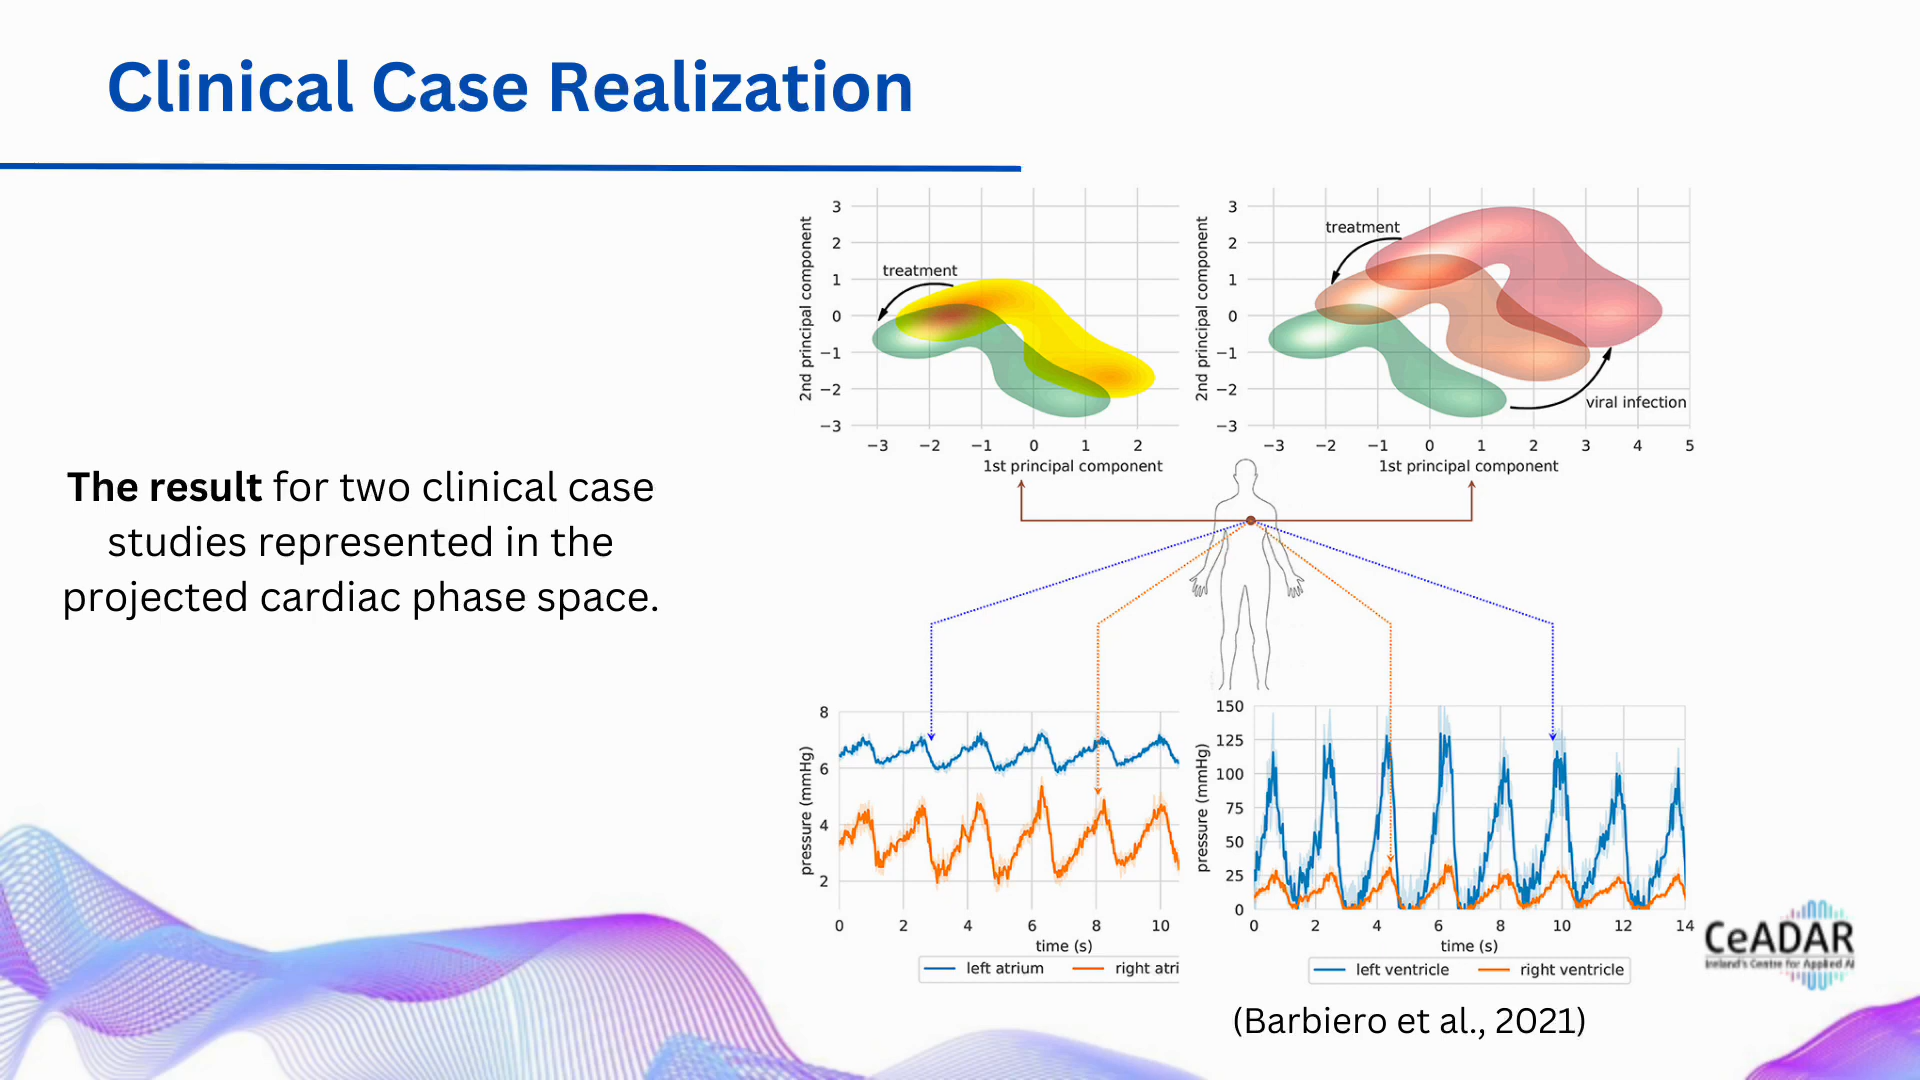 Clinical Case Realization
The result for two clinical case
studies represented in the
projected cardiac phase space.
2nd principal component
3
2
1
0
−1
−2
−3
treatment
−3 −2 −1 0 1 2
1st principal component
2nd principal component
3
2
1
0
−1
−2
−3
treatment
viral infection
−3 −2 −1 0 1 2 3 4 5
1st principal component
pressure (mmHg)
8
6
4
2
0 2 4 6 8 10
time (s)
left atrium right atri
pressure (mmHg)
150
125
100
75
50
25
0
0 2 4 6 8 10 12 14
time (s)
left ventricle right ventricle
CeADAR
Ireland's Centre for Applied AI
(Barbiero et al., 2021)